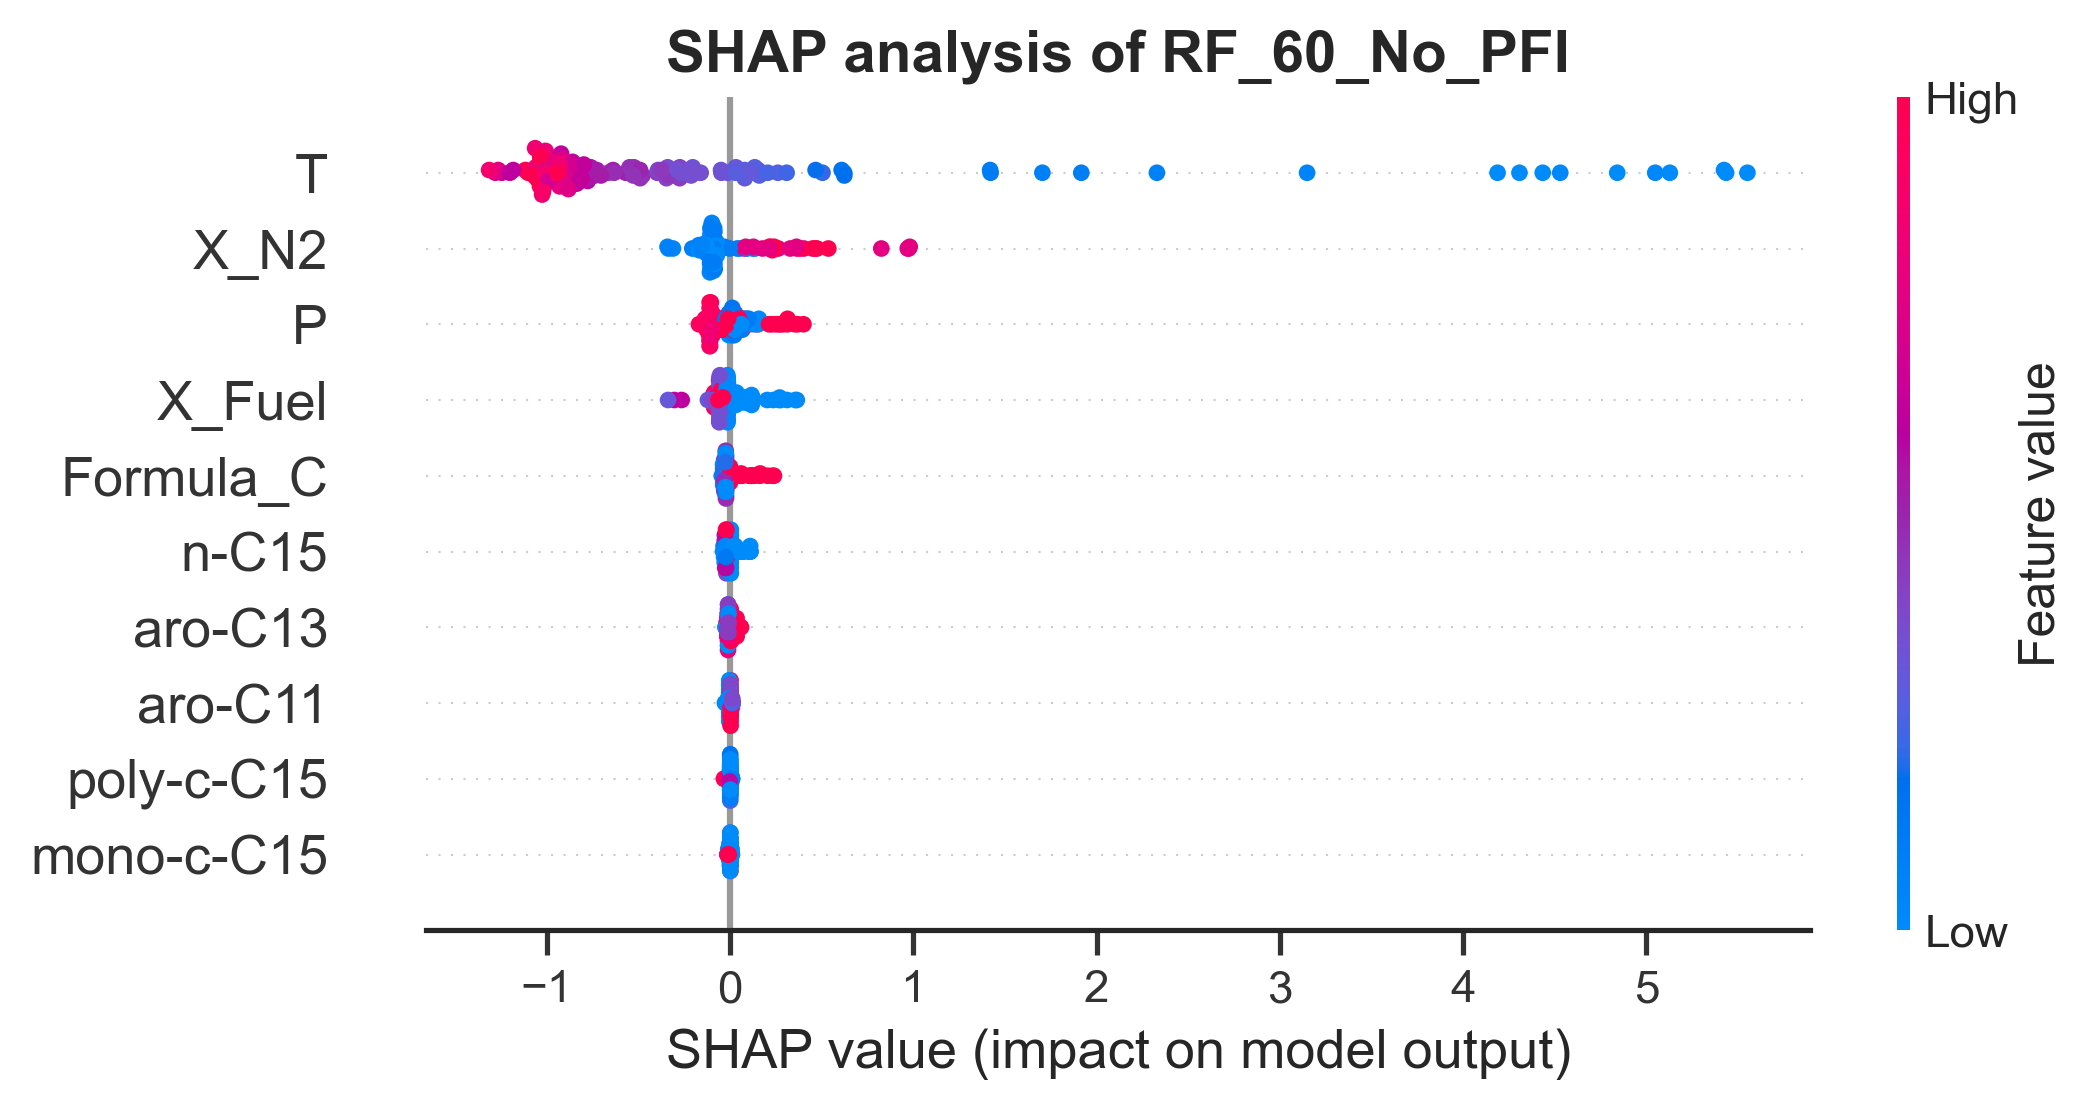 SHAP analysis of RF_60_No_PFI
High
T
X_N2
P
X_Fuel
Formula_C
n-C15
aro-C13
aro-C11
poly-c-C15
mono-c-C15
Feature value
Low
−1 0 1 2 3 4 5
SHAP value (impact on model output)